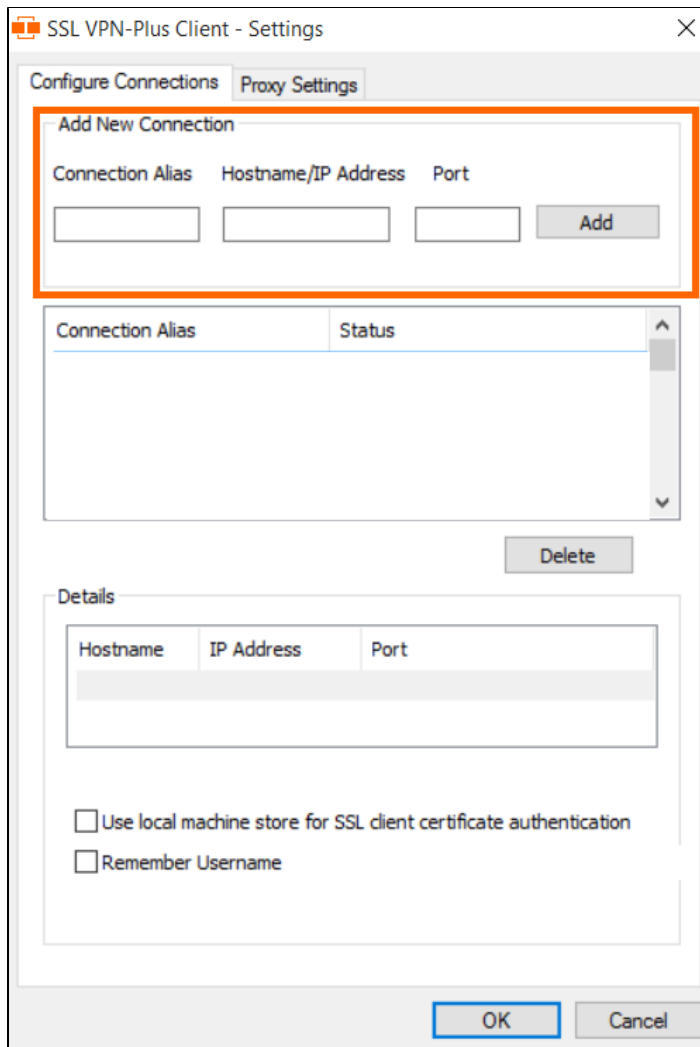 SSL VPN-Plus Client - Settings
Configure Connections Proxy Settings
Add New Connection
Connection Alias Hostname/IP Address Port
Add
Connection Alias Status
Delete
Details
Hostname IP Address Port
Use local machine store for SSL client certificate authentication
Remember Username
OK Cancel